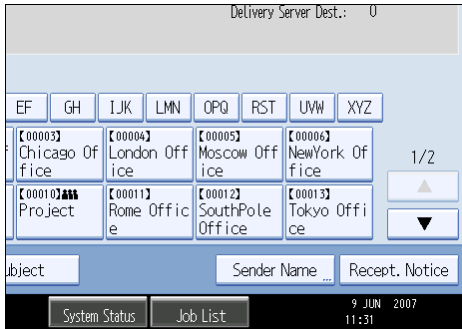 Delivery Server Dest.: 0
EF GH IJK LMN OPQ RST UVW XYZ
【00003】 【00004】 【00005】 【00006】
Chicago Of London Off Moscow Off NewYork Of
fice ice ice fice
1/2
【00010】 【00011】 【00012】 【00013】
Project Rome Offic SouthPole Tokyo Offi
e Office ce
▼
ubject Sender Name ... Recept. Notice
System Status Job List 9 JUN 2007
11:31